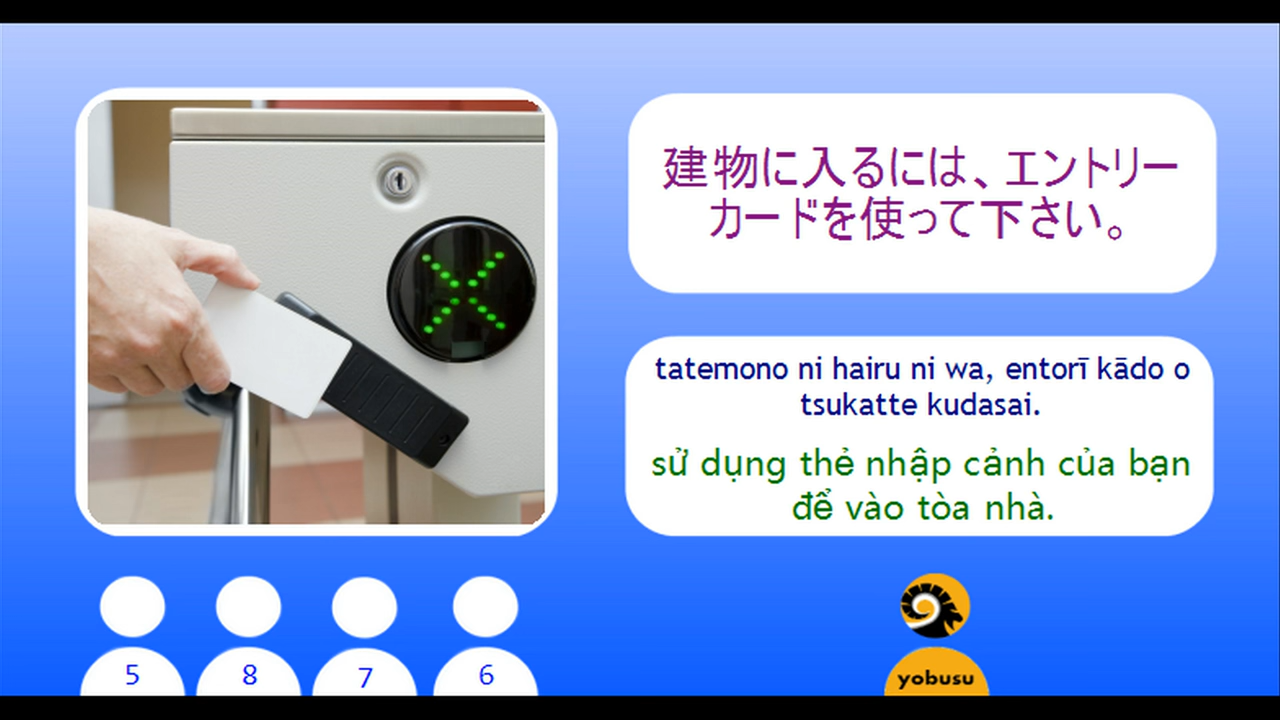 建物に入るには、エントリー
カードを使って下さい。
tatemono ni hairu ni wa, entorī kādo o
tsukatte kudasai.
sử dụng thẻ nhập cảnh của bạn
để vào tòa nhà.
5 8 7 6
yobusu